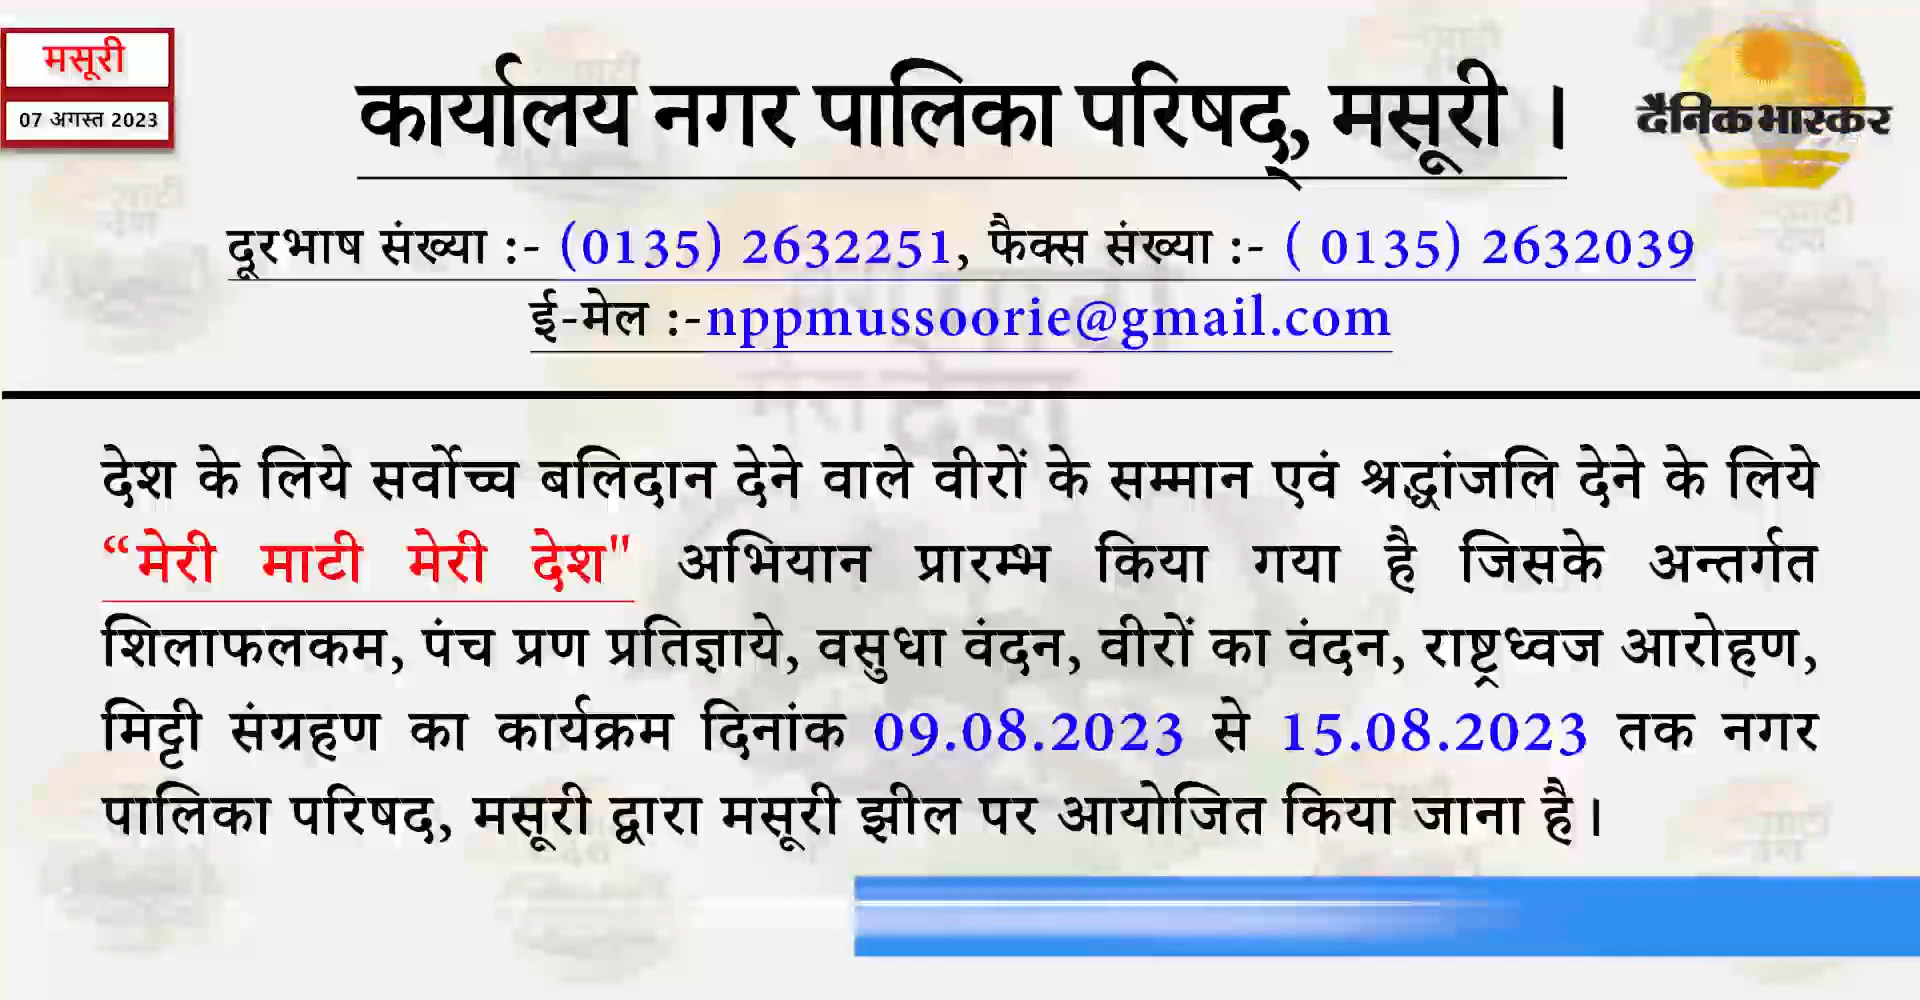 मसूरी
07 अगस्त 2023
कार्यालय नगर पालिका परिषद्, मसूरी ।
दैनिक भास्कर
दूरभाष संख्या :- (0135) 2632251, फैक्स संख्या :- ( 0135) 2632039
ई-मेल :-nppmussoorie@gmail.com
देश के लिये सर्वोच्च बलिदान देने वाले वीरों के सम्मान एवं श्रद्धांजलि देने के लिये
“मेरी माटी मेरी देश" अभियान प्रारम्भ किया गया है जिसके अन्तर्गत
शिलाफलकम, पंच प्रण प्रतिज्ञाये, वसुधा वंदन, वीरों का वंदन, राष्ट्रध्वज आरोहण,
मिट्टी संग्रहण का कार्यक्रम दिनांक 09.08.2023 से 15.08.2023 तक नगर
पालिका परिषद, मसूरी द्वारा मसूरी झील पर आयोजित किया जाना है।